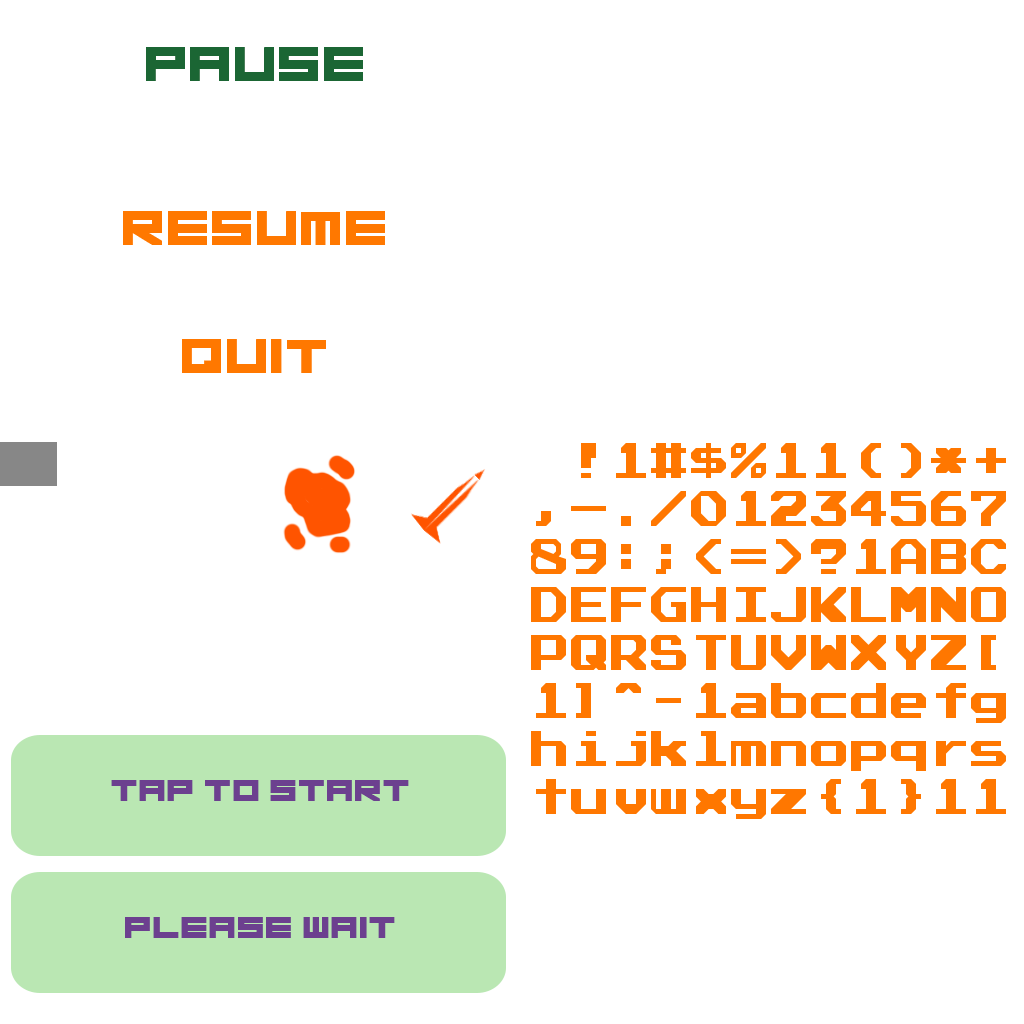 PAUSE
RESUME
QUIT
!1#$%11()*+
,-./01234567
89:;<=>?1ABC
DEFGHIJKLMNO
PQRSTUVWXYZ[
1]^-1abcdefg
hijklmnopqrs
tuvwxyz{1}11
TAP TO START
PLEASE WAIT